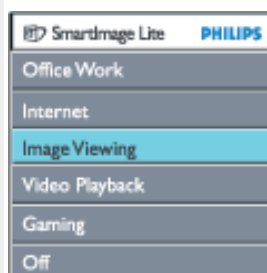 SmartImage Lite PHILIPS
Office Work
Internet
Image Viewing
Video Playback
Gaming
Off